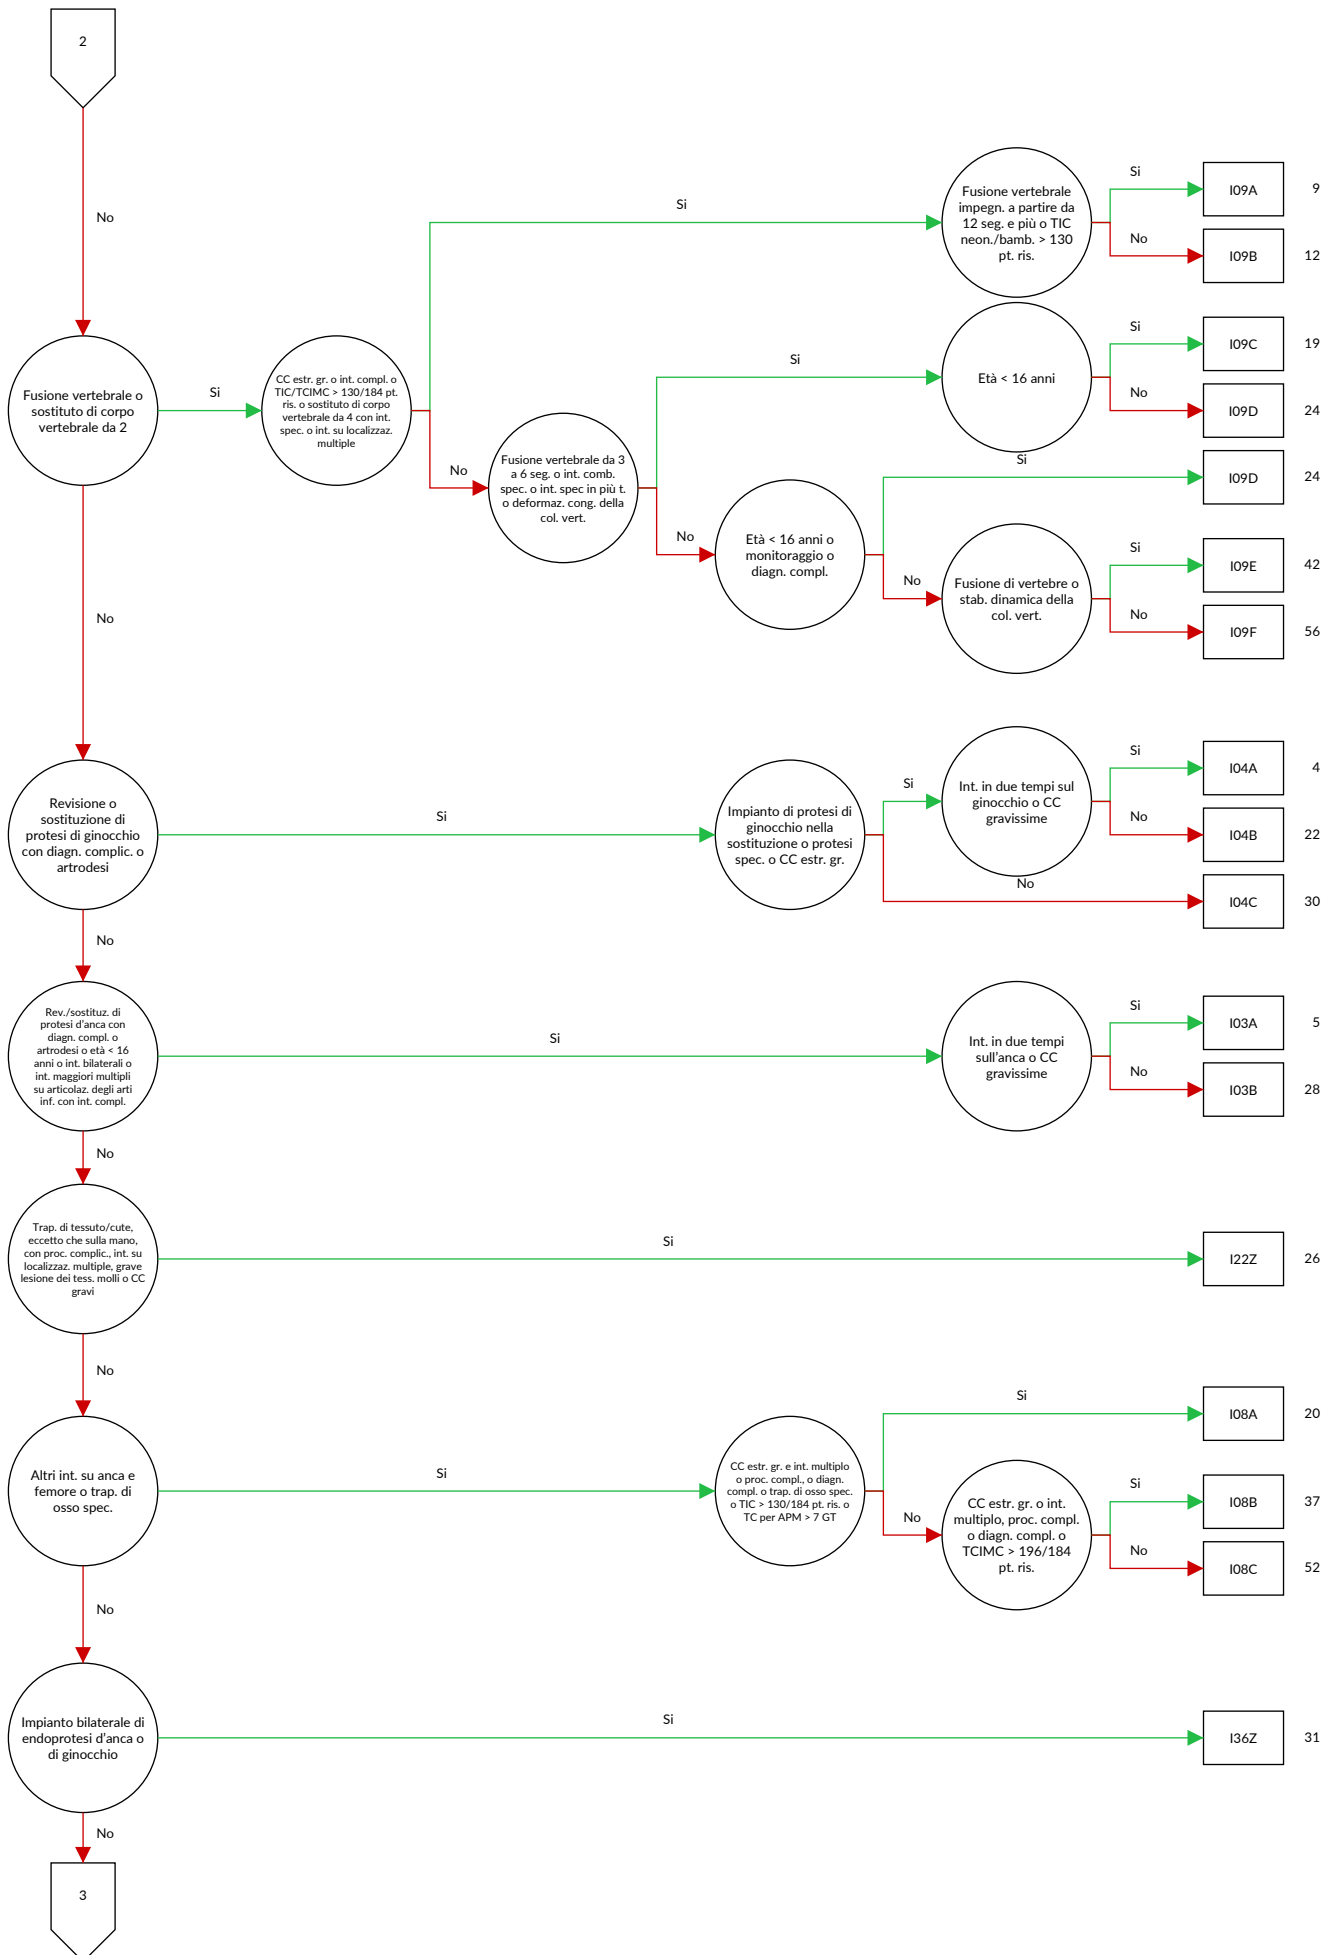 2
No
Fusione vertebrale o
sostituto di corpo
vertebrale da 2
Si
CC estr. gr. o int. compl. o
TIC/TCIMC > 130/184 pt.
ris. o sostituto di corpo
vertebrale da 4 con int.
spec. o int. su localizzaz.
multiple
Si
Fusione vertebrale
impegn. a partire da
12 seg. e più o TIC
neon./bamb. > 130
pt. ris.
Si
I09A
9
No
I09B
12
No
Fusione vertebrale da 3
a 6 seg. o int. comb.
spec. o int. spec in più t.
o deformaz. cong. della
col. vert.
Si
Età < 16 anni
Si
I09C
19
No
I09D
24
No
Età < 16 anni o
monitoraggio o
diagn. compl.
Si
I09D
24
No
Fusione di vertebre o
stab. dinamica della
col. vert.
Si
I09E
42
No
I09F
56
No
Revisione o
sostituzione di
protesi di ginocchio
con diagn. complic. o
artrodesi
Si
Impianto di protesi di
ginocchio nella
sostituzione o protesi
spec. o CC estr. gr.
Si
Int. in due tempi sul
ginocchio o CC
gravissime
Si
I04A
4
No
I04B
22
No
I04C
30
No
Rev./sostituz. di
protesi d'anca con
diagn. compl. o
artrodesi o età < 16
anni o int. bilaterali o
int. maggiori multipli
su articolaz. degli arti
inf. con int. compl.
Si
Int. in due tempi
sull'anca o CC
gravissime
Si
I03A
5
No
I03B
28
No
Trap. di tessuto/cute,
eccetto che sulla mano,
con proc. complic., int. su
localizzaz. multiple, grave
lesione dei tess. molli o CC
gravi
Si
I22Z
26
No
Altri int. su anca e
femore o trap. di
osso spec.
Si
CC estr. gr. e int. multiplo
o proc. compl., o diagn.
compl. o trap. di osso spec.
o TIC > 130/184 pt. ris. o
TC per APM > 7 GT
Si
I08A
20
No
CC estr. gr. o int.
multiplo, proc. compl.
o diagn. compl. o
TCIMC > 196/184
pt. ris.
Si
I08B
37
No
I08C
52
No
Impianto bilaterale di
endoprotesi d'anca o
di ginocchio
Si
I36Z
31
No
3